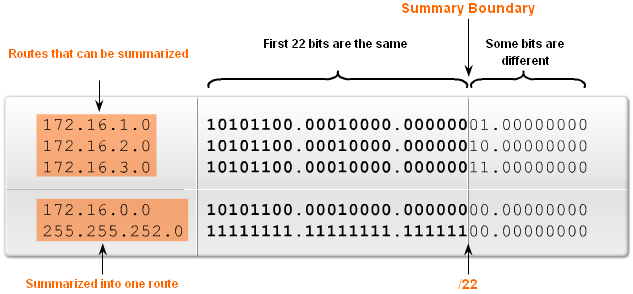 Summary Boundary
Routes that can be summarized
First 22 bits are the same
Some bits are
different
172.16.1.0 10101100.00010000.00000001.00000000
172.16.2.0 10101100.00010000.00000010.00000000
172.16.3.0 10101100.00010000.00000011.00000000
172.16.0.0 10101100.00010000.00000000.00000000
255.255.252.0 11111111.11111111.11111100.00000000
Summarized into one route
/22